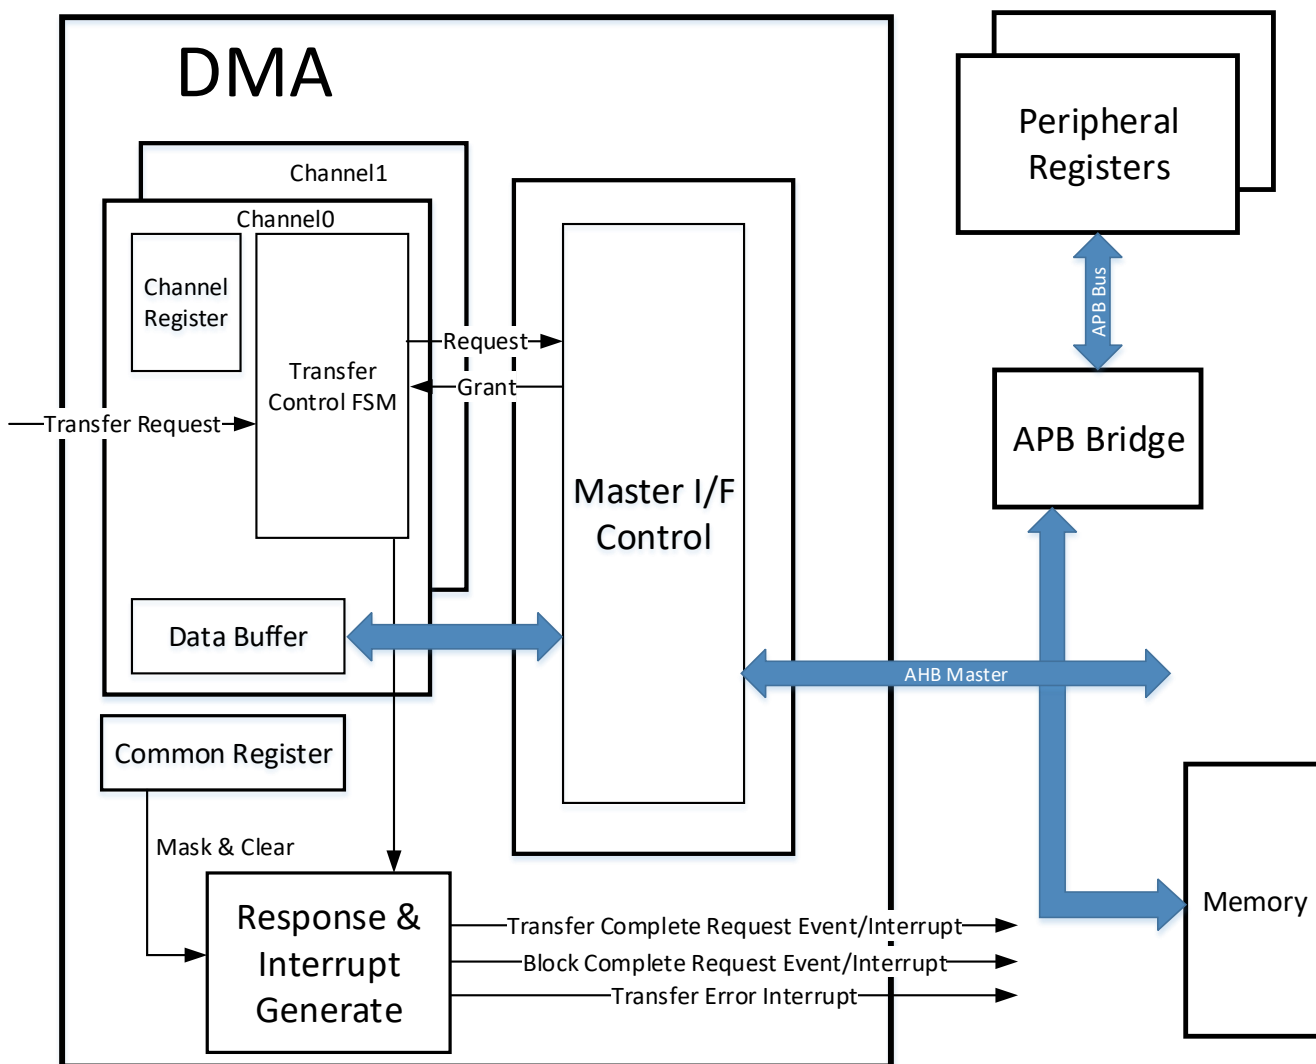 DMA
Channel1
Channel0
Channel
Register
Transfer
Control FSM
Transfer Request
Request
Grant
Master I/F
Control
Data Buffer
Common Register
Mask & Clear
Response &
Interrupt
Generate
Transfer Complete Request Event/Interrupt
Block Complete Request Event/Interrupt
Transfer Error Interrupt
Peripheral
Registers
APB Bus
APB Bridge
AHB Master
Memory